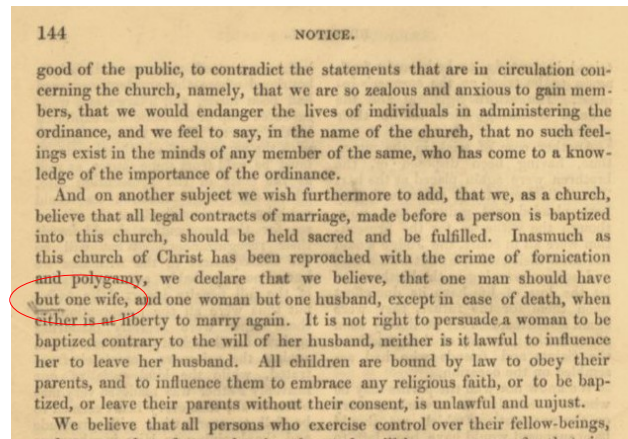 144 NOTICE.
good of the public, to contradict the statements that are in circulation con-
cerning the church, namely, that we are so zealous and anxious to gain mem-
bers, that we would endanger the lives of individuals in administering the
ordinance, and we feel to say, in the name of the church, that no such feel-
ings exist in the minds of any member of the same, who has come to a know-
ledge of the importance of the ordinance.
And on another subject we wish furthermore to add, that we, as a church,
believe that all legal contracts of marriage, made before a person is baptized
into this church, should be held sacred and be fulfilled. Inasmuch as
this church of Christ has been reproached with the crime of fornication
and polygamy, we declare that we believe, that one man should have
but one wife, and one woman but one husband, except in case of death, when
either is at liberty to marry again. It is not right to persuade a woman to be
baptized contrary to the will of her husband, neither is it lawful to influence
her to leave her husband. All children are bound by law to obey their
parents, and to influence them to embrace any religious faith, or to be bap-
tized, or leave their parents without their consent, is unlawful and unjust.
We believe that all persons who exercise control over their fellow-beings,